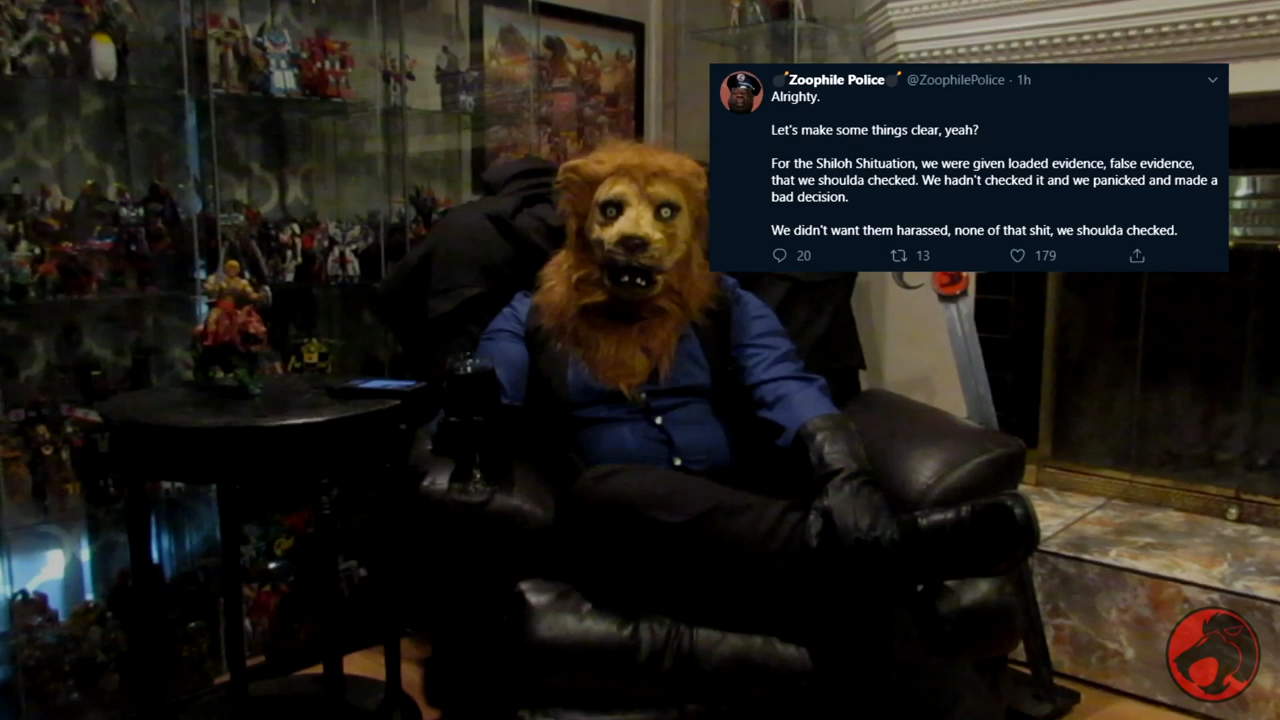 💣Zoophile Police💣 @ZoophilePolice · 1h
Alrighty.
Let's make some things clear, yeah?
For the Shiloh Shituation, we were given loaded evidence, false evidence,
that we shoulda checked. We hadn't checked it and we panicked and made a
bad decision.
We didn't want them harassed, none of that shit, we shoulda checked.
20 13 179